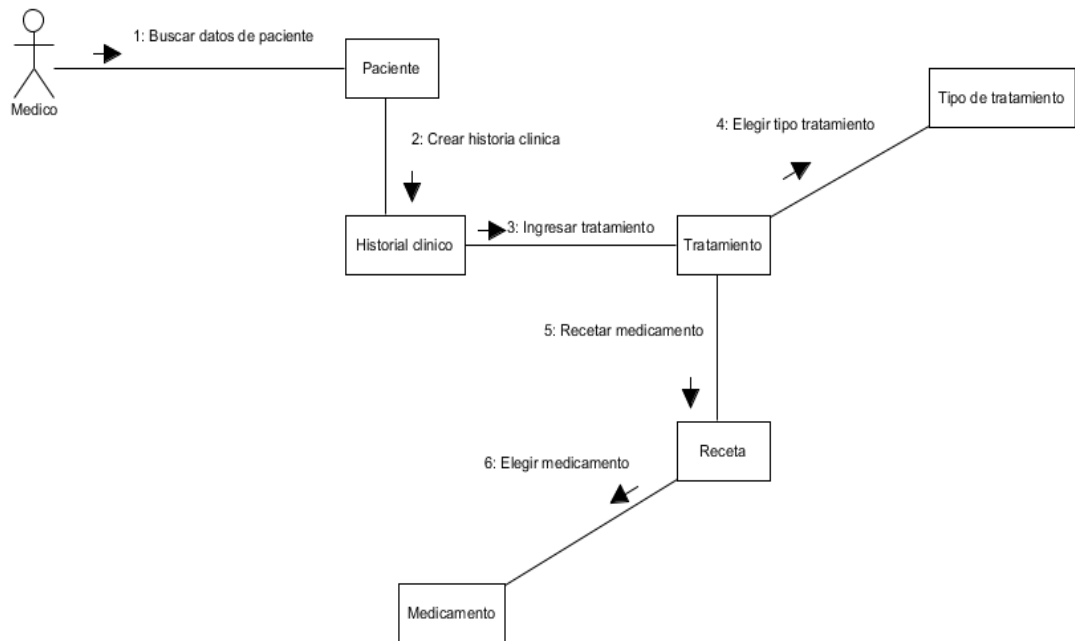 1: Buscar datos de paciente
Medico
Paciente
Tipo de tratamiento
4: Elegir tipo tratamiento
2: Crear historia clinica
Historial clinico
3: Ingresar tratamiento
Tratamiento
5: Recetar medicamento
Receta
6: Elegir medicamento
Medicamento